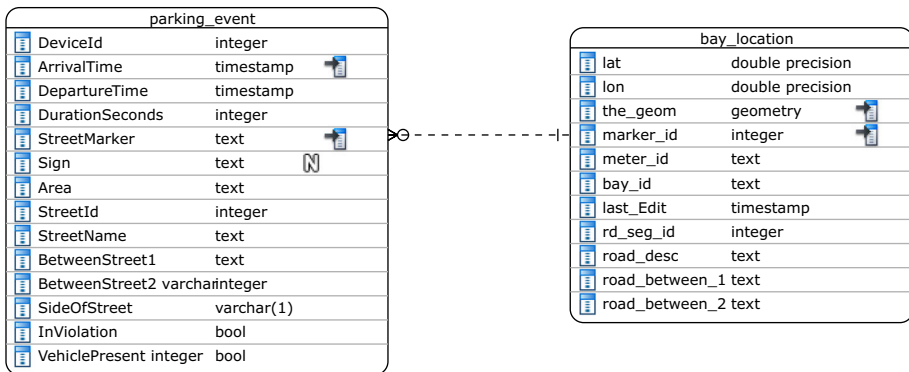 parking_event
DeviceId integer
ArrivalTime timestamp
DepartureTime timestamp
DurationSeconds integer
StreetMarker text
Sign text N
Area text
StreetId integer
StreetName text
BetweenStreet1 text
BetweenStreet2 varcharinteger
SideOfStreet varchar(1)
InViolation bool
VehiclePresent integer bool
bay_location
lat double precision
lon double precision
the_geom geometry
marker_id integer
meter_id text
bay_id text
last_Edit timestamp
rd_seg_id integer
road_desc text
road_between_1 text
road_between_2 text